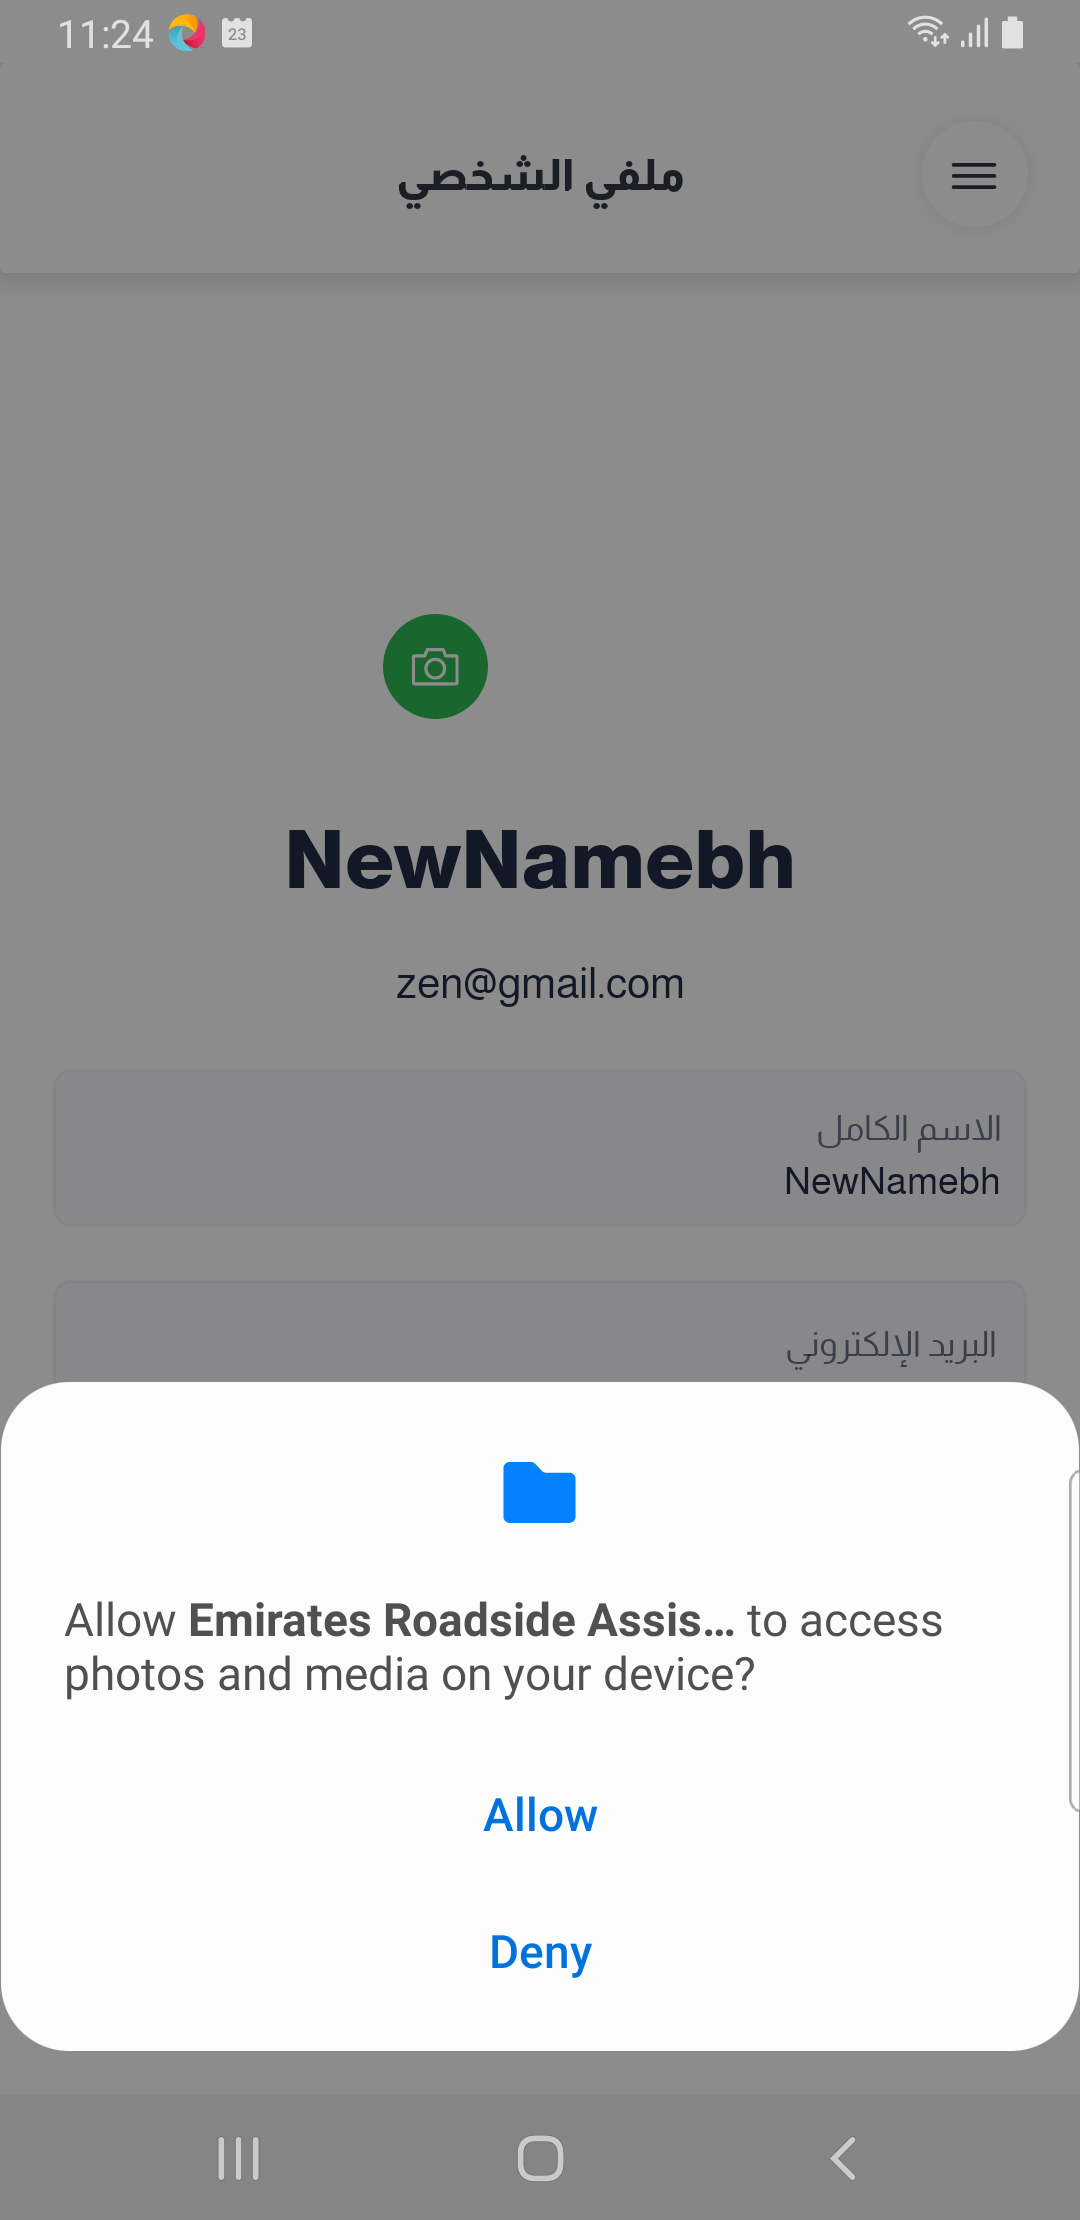 11:24
23
ملفي الشخصي
NewNamebh
zen@gmail.com
الاسم الكامل
NewNamebh
البريد الإلكتروني
Allow Emirates Roadside Assis... to access
photos and media on your device?
Allow
Deny